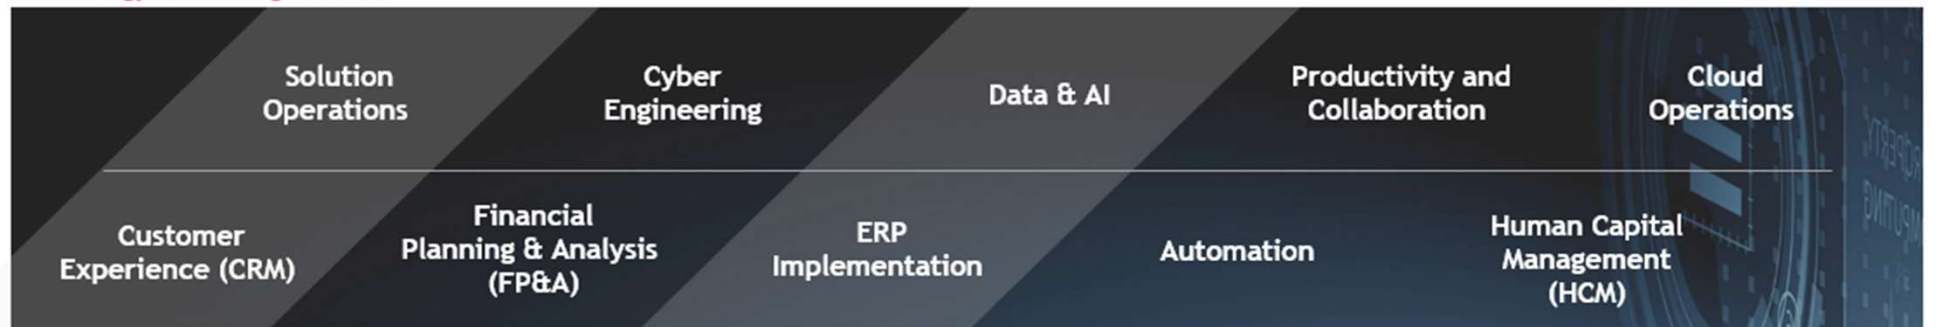 Solution
Operations
Cyber
Engineering
Data & AI
Productivity and
Collaboration
Cloud
Operations
Customer
Experience (CRM)
Financial
Planning & Analysis
(FP&A)
ERP
Implementation
Automation
Human Capital
Management
(HCM)